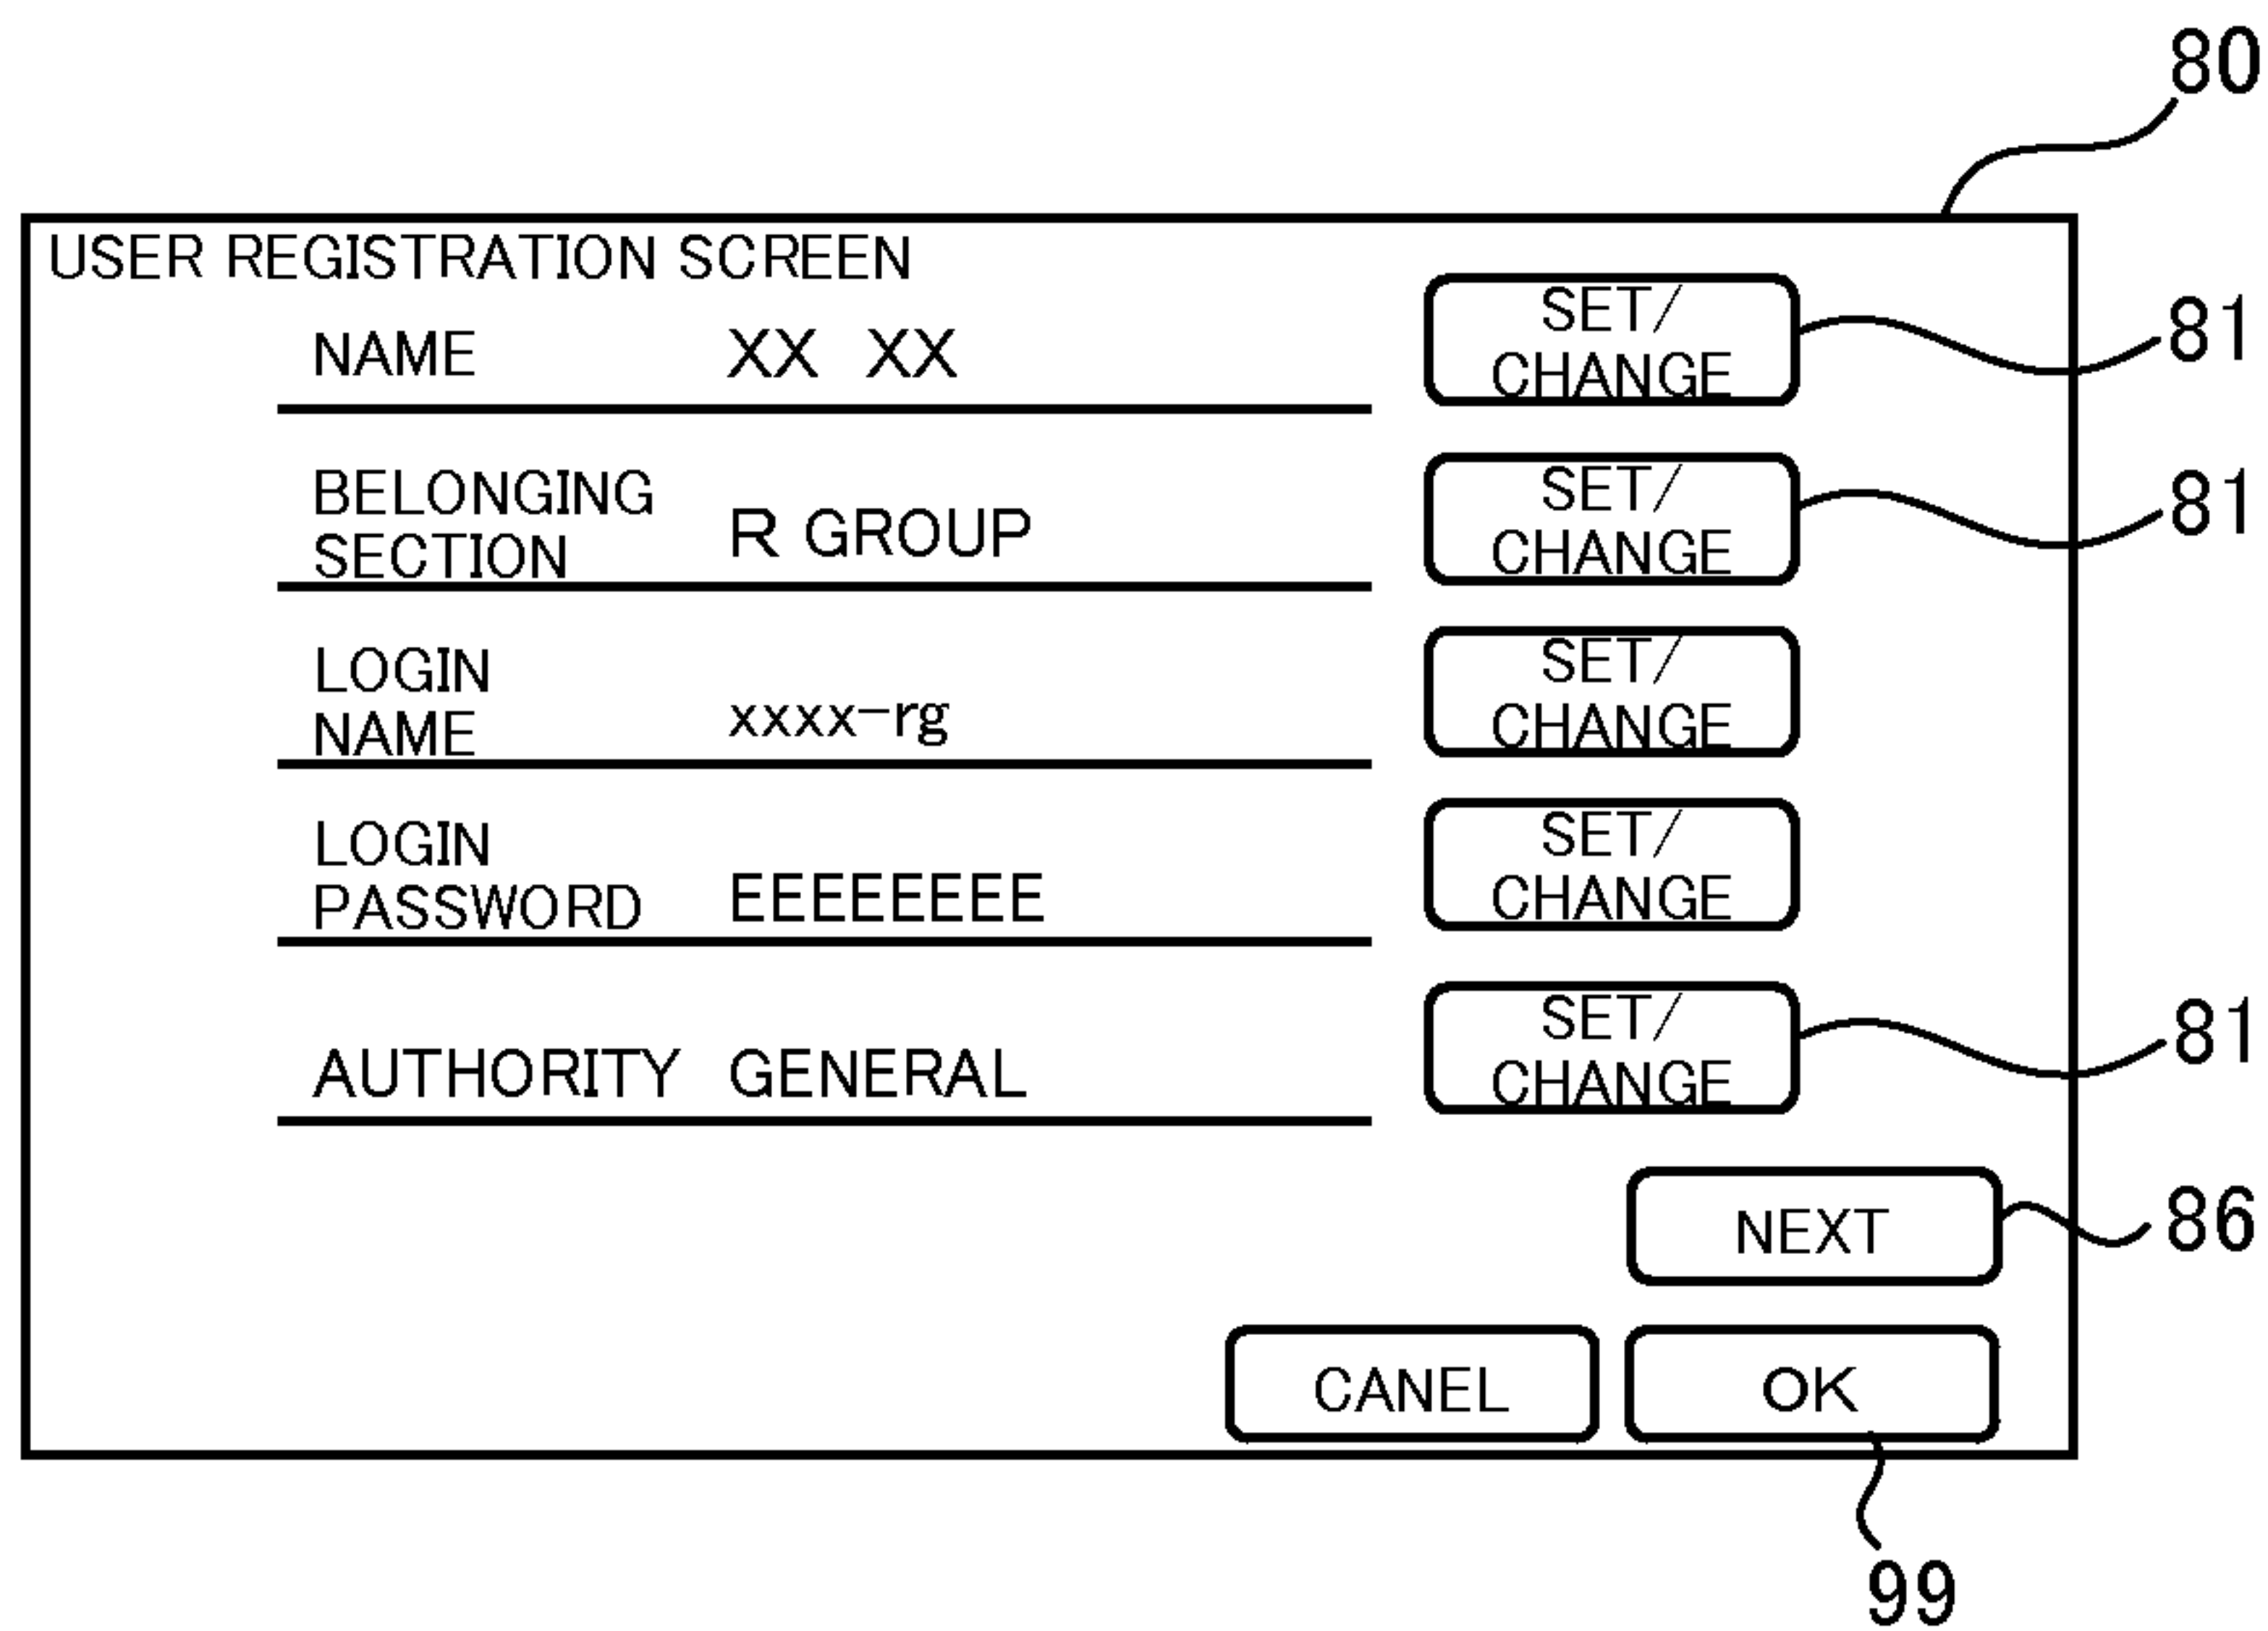 80
USER REGISTRATION SCREEN
NAME XX XX
SET/
CHANGE
81
BELONGING
SECTION
R GROUP
SET/
CHANGE
81
LOGIN
NAME
xxxx-rg
SET/
CHANGE
LOGIN
PASSWORD
EEEEEEEE
SET/
CHANGE
AUTHORITY GENERAL
SET/
CHANGE
81
NEXT
86
CANEL
OK
99